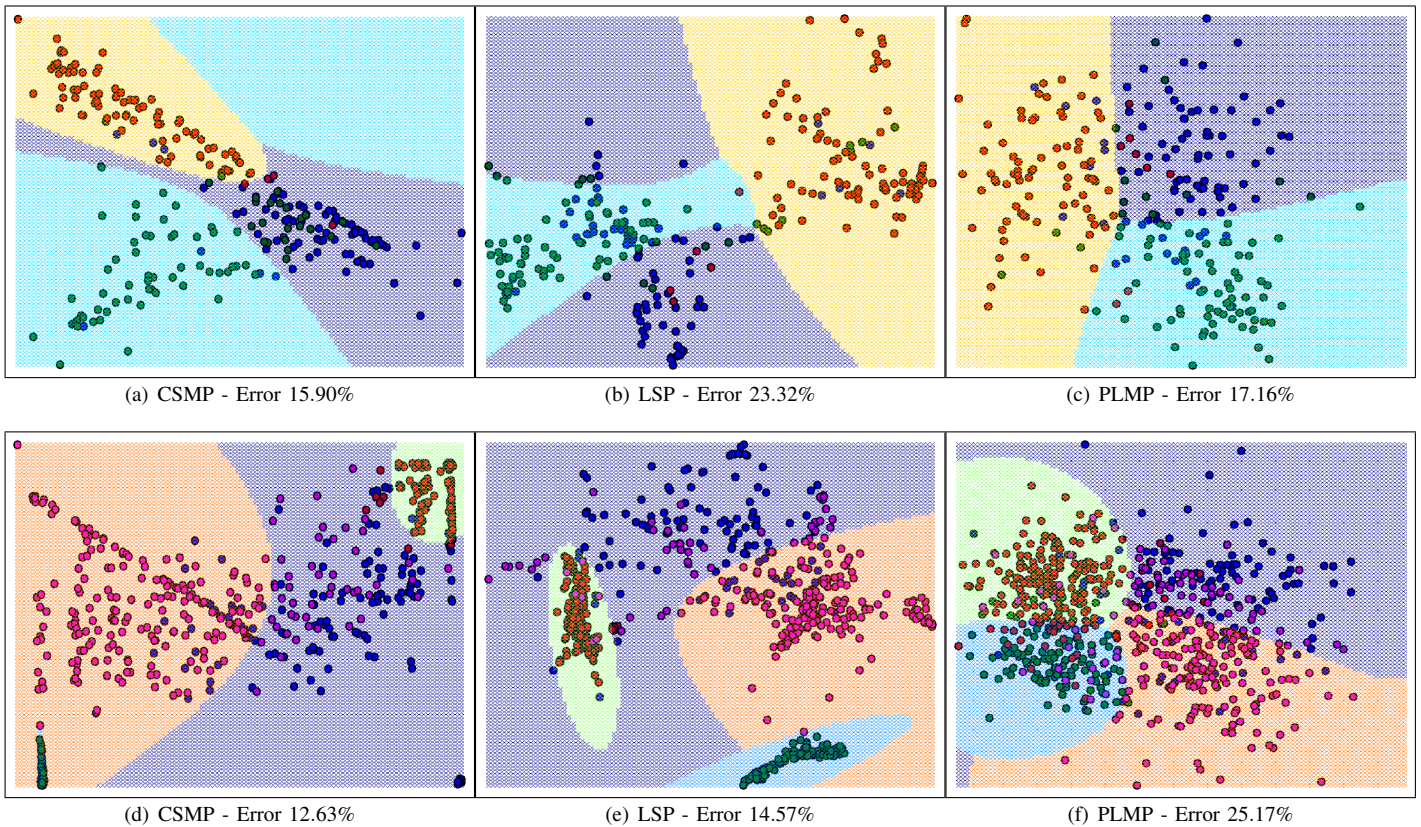 (a) CSMP - Error 15.90%
(b) LSP - Error 23.32%
(c) PLMP - Error 17.16%
(d) CSMP - Error 12.63%
(e) LSP - Error 14.57%
(f) PLMP - Error 25.17%